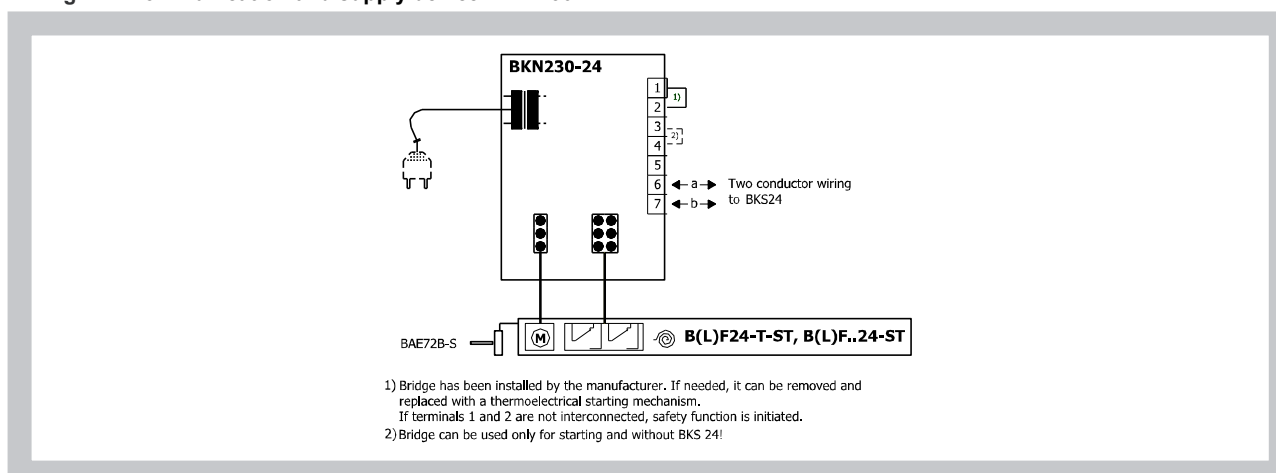 BKN230-24
1
2
1)
3
4
2)
5
6
a
Two conductor wiring
7
b
to BKS24
M
BAE72B-S
B(L)F24-T-ST, B(L)F..24-ST
1) Bridge has been installed by the manufacturer. If needed, it can be removed and
replaced with a thermoelectrical starting mechanism.
If terminals 1 and 2 are not interconnected, safety function is initiated.
2) Bridge can be used only for starting and without BKS 24!